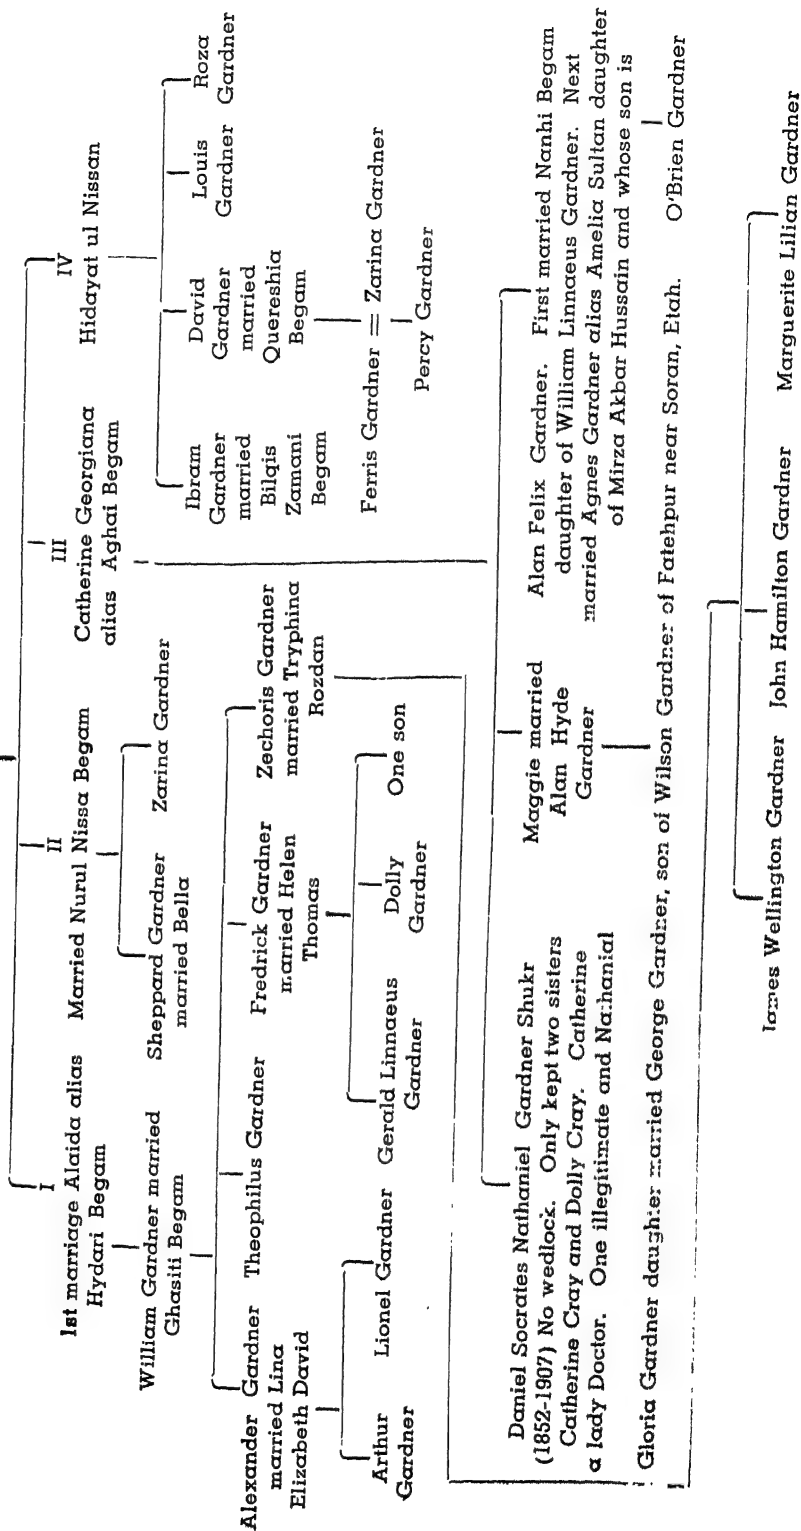 I
1st marriage Alaida alias
Hydari Begam
II
Married Nurul Nissa Begam
III
Catherine Georgiana
alias Aghai Begam
IV
Hidayat ul Nissan
William Gardner married
Ghasiti Begam
Sheppard Gardner
married Bella
Zarina Gardner
Ibram
Gardner
married
Bilqis
Zamani
Begam
David
Gardner
married
Quereshia
Begam
Louis
Gardner
Roza
Gardner
Alexander Gardner
married Lina
Elizabeth David
Theophilus Gardner
Fredrick Gardner
married Helen
Thomas
Zechoris Gardner
married Tryphina
Rozdan
Ferris Gardner = Zarina Gardner
Percy Gardner
Arthur
Gardner
Lionel Gardner
Gerald Linnaeus
Gardner
Dolly
Gardner
One son
Daniel Socrates Nathaniel Gardner Shukr
(1852-1907) No wedlock. Only kept two sisters
Catherine Cray and Dolly Cray. Catherine
a lady Doctor. One illegitimate and Nathanial
Maggie married
Alan Hyde
Gardner
Alan Felix Gardner. First married Nanhi Begam
daughter of William Linnaeus Gardner. Next
married Agnes Gardner alias Amelia Sultan daughter
of Mirza Akbar Hussain and whose son is
O'Brien Gardner
Gloria Gardner daughter married George Gardner, son of Wilson Gardner of Fatehpur near Soran, Etah.
James Wellington Gardner
John Hamilton Gardner
Marguerite Lilian Gardner